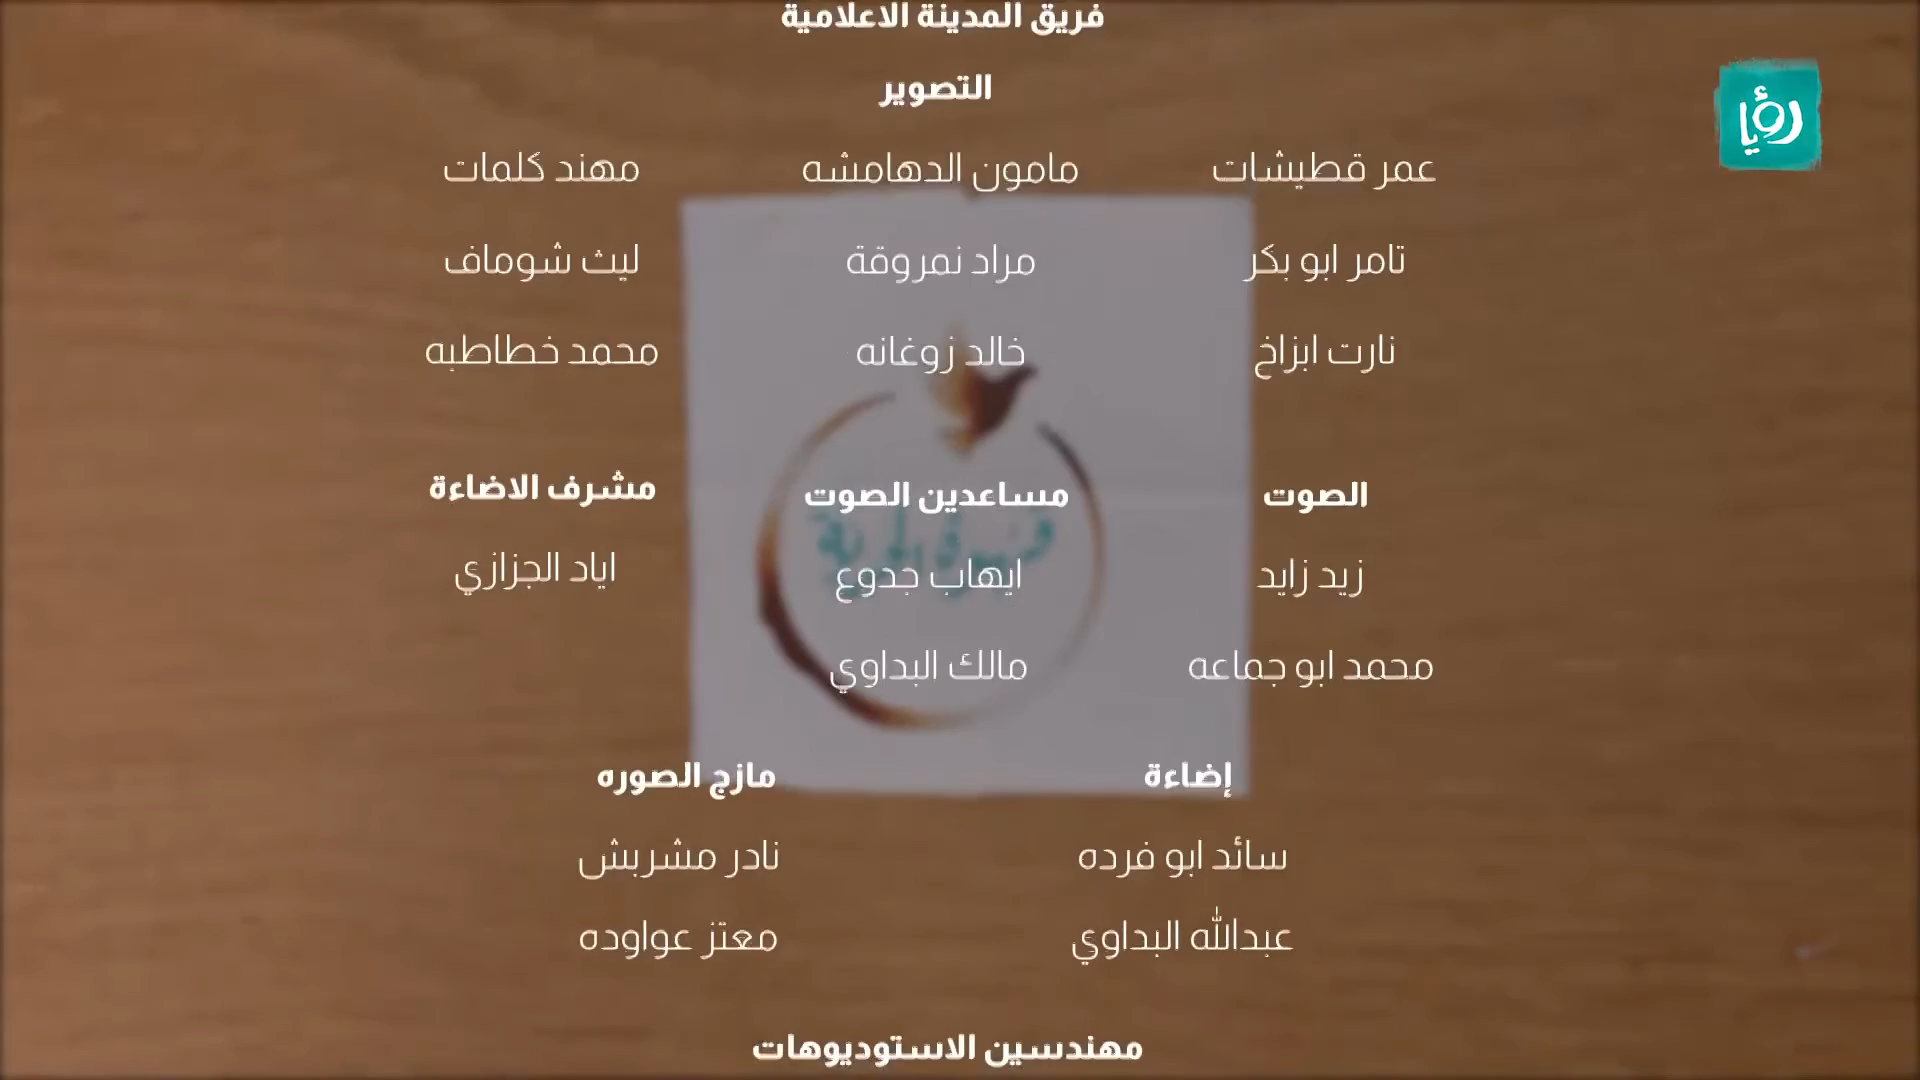 فريق المدينة الاعلامية
رؤيا
التصوير
عمر قطيشات مامون الدهامشه مهند كلمات
تامر ابو بكر مراد نمروقة ليث شوماف
نارت ابزاخ خالد زوغانه محمد خطاطبه
الصوت مساعدين الصوت مشرف الاضاءة
زيد زايد ايهاب جدوع اياد الجزازي
محمد ابو جماعه مالك البداوي
إضاءة مازج الصوره
سائد ابو فرده نادر مشربش
عبدالله البداوي معتز عواوده
مهندسين الاستوديوهات